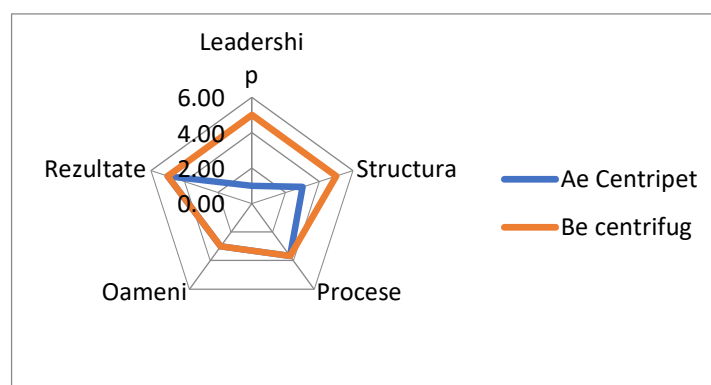 Leadershi
p
6.00
4.00
2.00
0.00
Rezultate
Structura
Oameni
Procese
Ae Centripet
Be centrifug